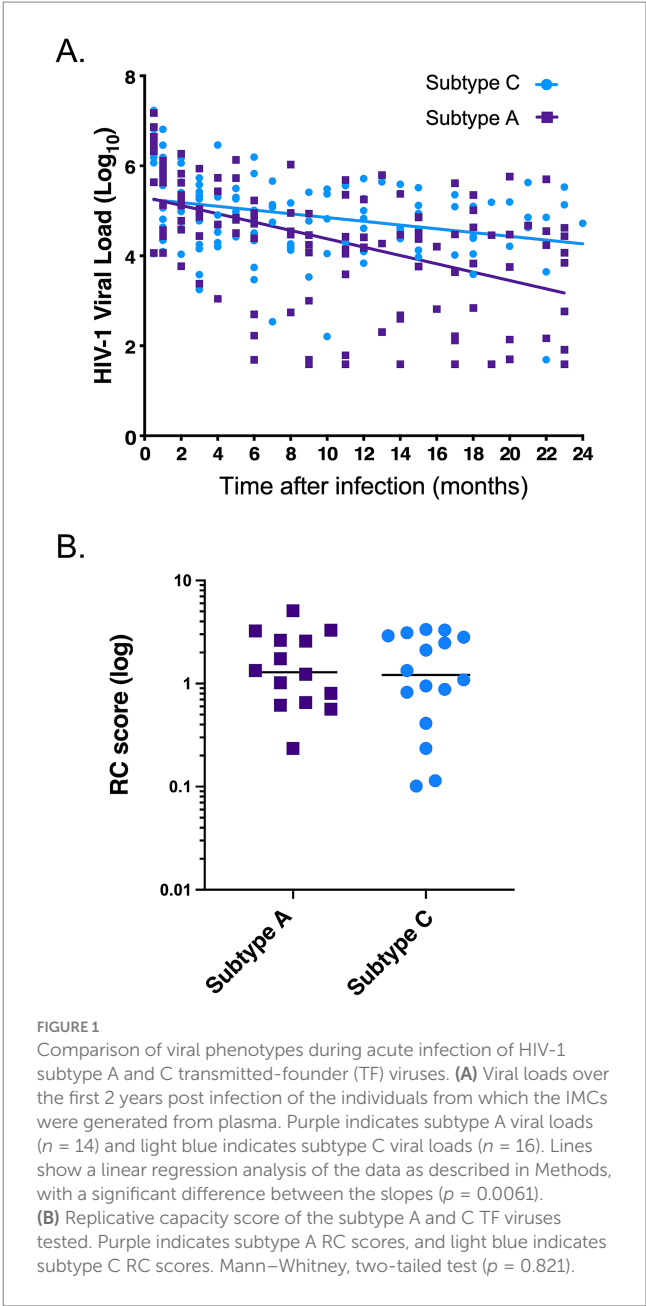 A.
Subtype C
Subtype A
8
6
4
2
0
HIV-1 Viral Load (Log10)
0 2 4 6 8 10 12 14 16 18 20 22 24
Time after infection (months)
B.
10
1
0.1
0.01
RC score (log)
Subtype A
Subtype C
FIGURE 1
Comparison of viral phenotypes during acute infection of HIV-1
subtype A and C transmitted-founder (TF) viruses. (A) Viral loads over
the first 2 years post infection of the individuals from which the IMCs
were generated from plasma. Purple indicates subtype A viral loads
(n = 14) and light blue indicates subtype C viral loads (n = 16). Lines
show a linear regression analysis of the data as described in Methods,
with a significant difference between the slopes (p = 0.0061).
(B) Replicative capacity score of the subtype A and C TF viruses
tested. Purple indicates subtype A RC scores, and light blue indicates
subtype C RC scores. Mann–Whitney, two-tailed test (p = 0.821).